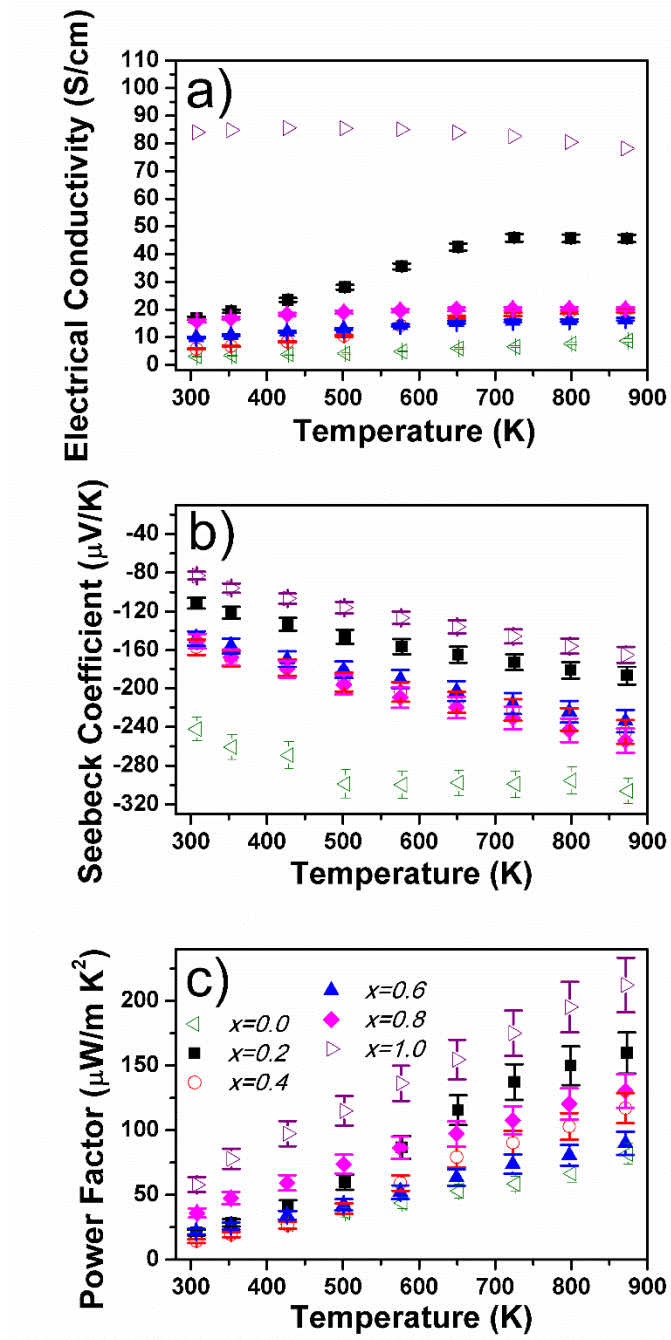 a)
Electrical Conductivity (S/cm)
110
100
90
80
70
60
50
40
30
20
10
0
300 400 500 600 700 800 900
Temperature (K)
b)
Seebeck Coefficient (µV/K)
-40
-80
-120
-160
-200
-240
-280
-320
300 400 500 600 700 800 900
Temperature (K)
c)
Power Factor (µW/m K²)
200
150
100
50
0
x=0.0
x=0.2
x=0.4
x=0.6
x=0.8
x=1.0
300 400 500 600 700 800 900
Temperature (K)